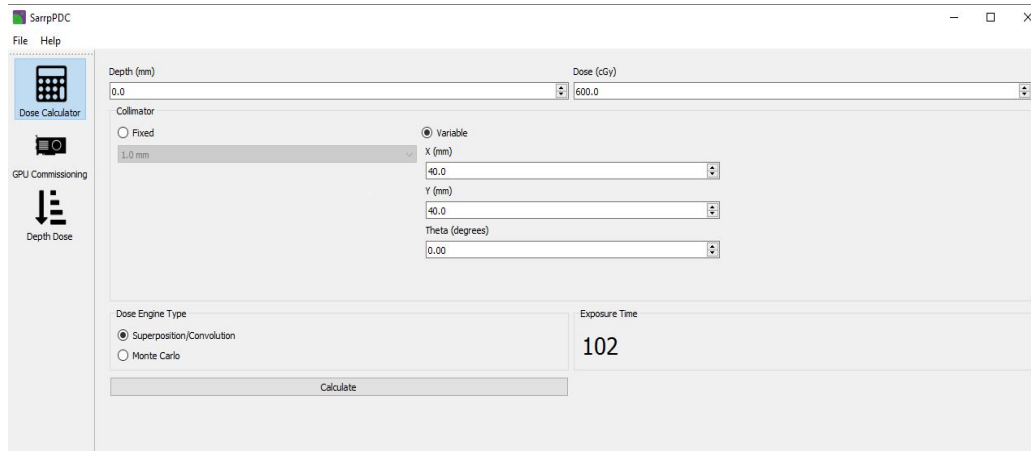 SarrpPDC
File Help
Dose Calculator
GPU Commissioning
Depth Dose
Depth (mm) Dose (cGy)
0.0 600.0
Collimator
Fixed Variable
1.0 mm X (mm)
40.0
Y (mm)
40.0
Theta (degrees)
0.00
Dose Engine Type Exposure Time
Superposition/Convolution
102
Monte Carlo
Calculate